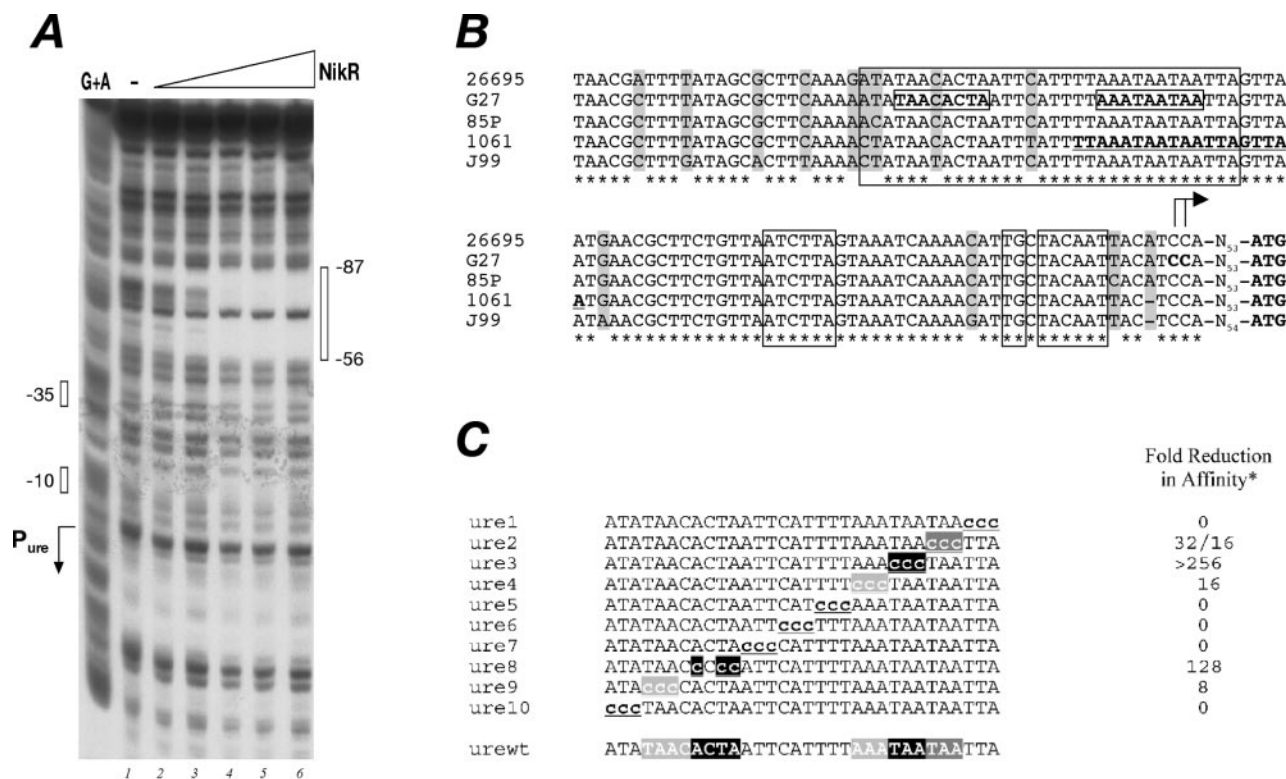 A
G+A
-
NikR
-87
-56
-35
-10
Pure
1 2 3 4 5 6
B
26695 TAACGATTTTATAGCGCTTCAAAGATATAACACTAATTCATTTTAAATAATAATTAGTTA
G27 TAACGCTTTTATAGCGCTTCAAAAATATAACACTAATTCATTTTAAATAATAATTAGTTA
85P TAACGCTTTTATAGCGCTTCAAAAACATAACACTAATTCATTTTAAATAATAATTAGTTA
1061 TAACGCTTTTATAGCGCTTCAAAACTATAACACTAATTTATTTTAAATAATAATTAGTTA
J99 TAACGCTTTGATAGCACTTCAAAACTATAATACTAATTCATTTTAAATAATAATTAGTTA
***** *** ***** *** ** **** ******* *********************
26695 ATGAACGCTTCTGTTAATCTTAGTAAATCAAAACATTGCTACAATTACATCCA-N53-ATG
G27 ATGAACGCTTCTGTTAATCTTAGTAAATCAAAACATTGCTACAATTACATCCA-N53-ATG
85P ATGAACGCTTCTGTTAATCTTAGTAAATCAAAACATTGCTACAATTACATCCA-N53-ATG
1061 ATGAACGCTTCTGTTAATCTTAGTAAATCAAAACATTGCTACAATCAC-TCCA-N53-ATG
J99 ATAAACGCTTCTGTTAATCTTAGTAAATCAAAAGATTGCTACAATTAC-TCCA-N54-ATG
** ****************************** *********** ** ****
C
Fold Reduction
in Affinity*
ure1 ATATAACACTAATTCATTTTAAATAATAAccc 0
ure2 ATATAACACTAATTCATTTTAAATAAcccTTA 32/16
ure3 ATATAACACTAATTCATTTTAAAcccTAATTA >256
ure4 ATATAACACTAATTCATTTTcccTAATAATTA 16
ure5 ATATAACACTAATTCATcccAAATAATAATTA 0
ure6 ATATAACACTAATTcccTTTAAATAATAATTA 0
ure7 ATATAACACTAcccCATTTTAAATAATAATTA 0
ure8 ATATAACcCccATTCATTTTAAATAATAATTA 128
ure9 ATAcccCACTAATTCATTTTAAATAATAATTA 8
ure10 cccTAACACTAATTCATTTTAAATAATAATTA 0
urewt ATATAACACTAATTCATTTTAAATAATAATTA